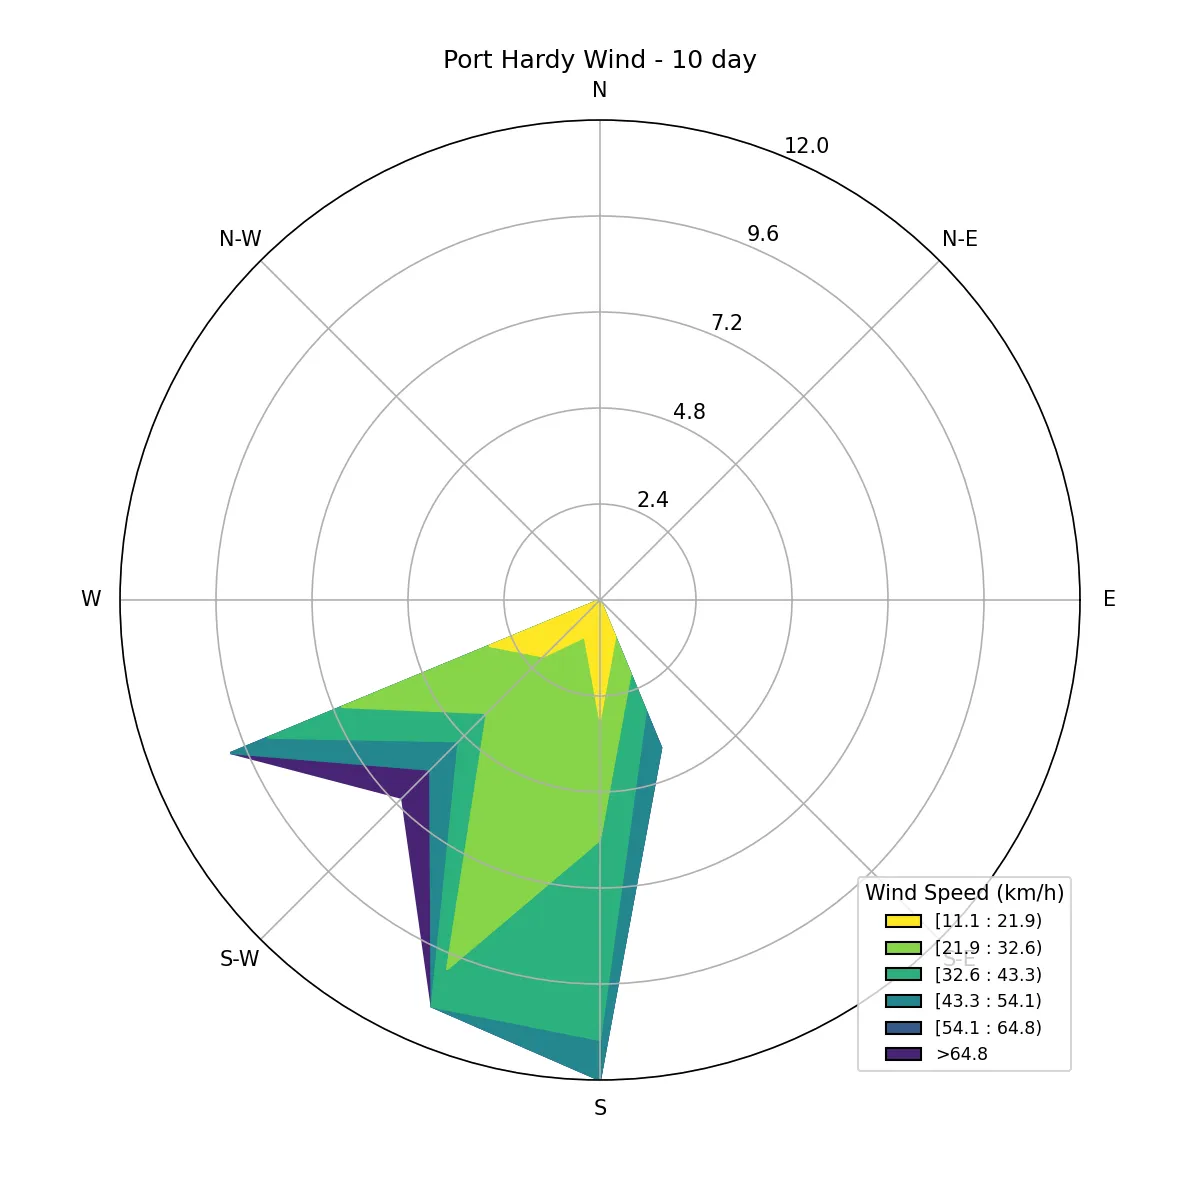 Port Hardy Wind - 10 day
N
12.0
N-W
9.6
N-E
7.2
4.8
2.4
W
E
S-W
S-E
Wind Speed (km/h)
[11.1 : 21.9)
[21.9 : 32.6)
[32.6 : 43.3)
[43.3 : 54.1)
[54.1 : 64.8)
>64.8
S